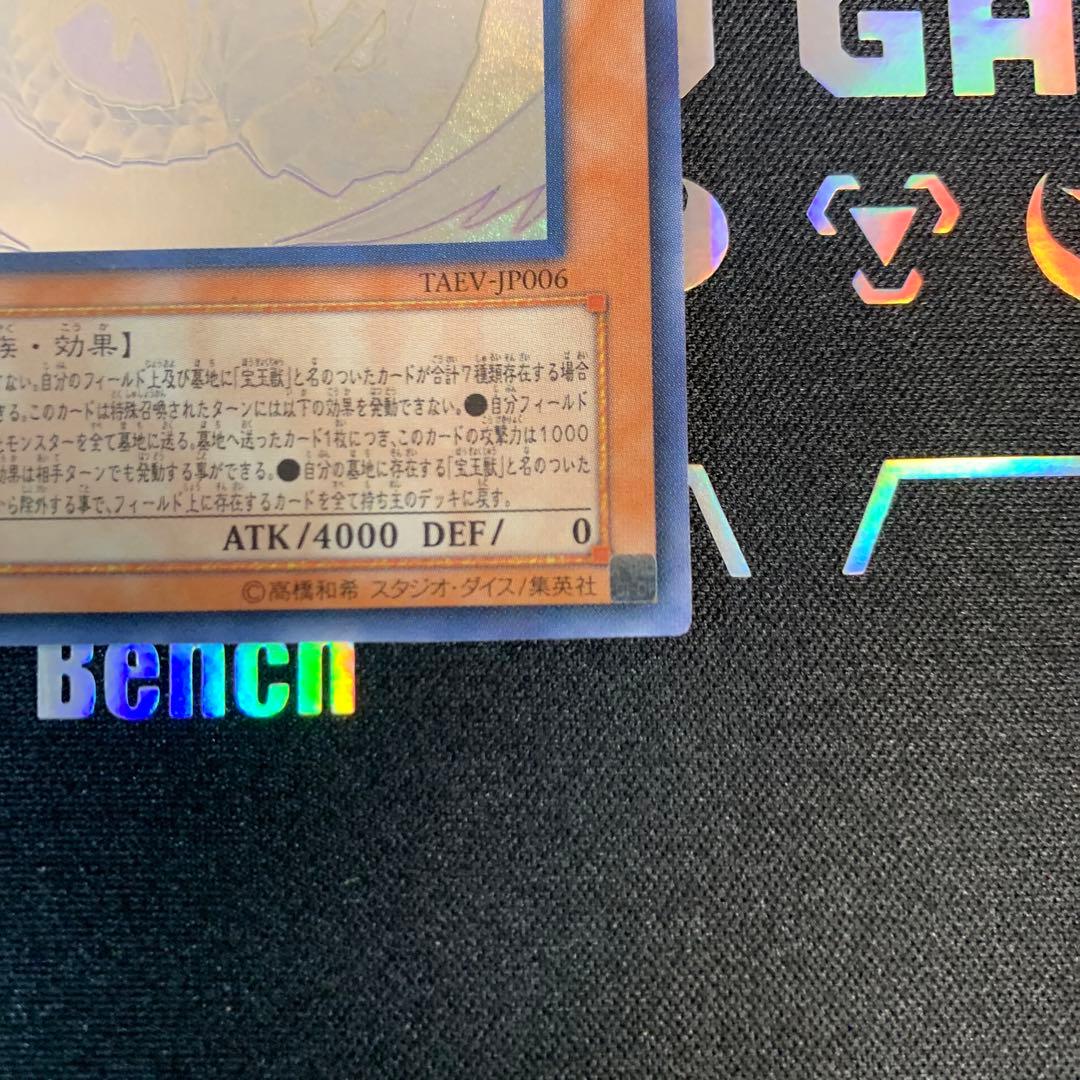 GA
TAEV-JP006
族・効果】
ない。自分のフィールド上及び墓地に「宝玉獣」と名のついたカードが合計7種類存在する場合
きる。このカードは特殊召喚されたターンには以下の効果を発動できない。●自分フィールド
モンスターを全て墓地に送る。墓地へ送ったカード1枚につき、このカードの攻撃力は1000
効果は相手ターンでも発動する事ができる。●自分の墓地に存在する「宝玉獣」と名のついた
ら除外する事で、フィールド上に存在するカードを全て持ち主のデッキに戻す。
ATK/4000 DEF/ 0
©高橋和希 スタジオ・ダイス/集英社
Bench